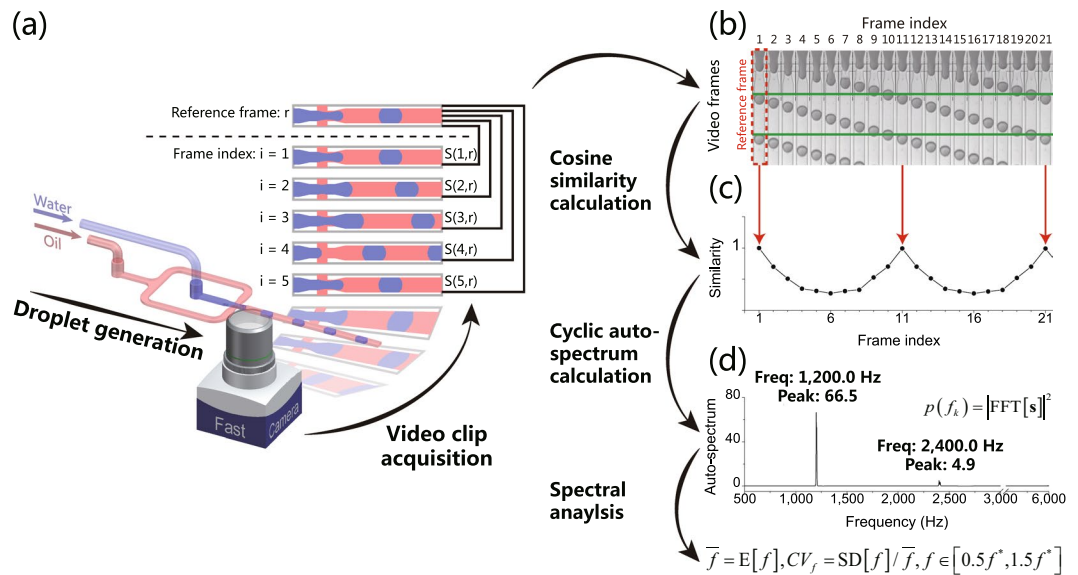 (a)
Reference frame: r
Frame index: i = 1
S(1,r)
i = 2
S(2,r)
i = 3
S(3,r)
i = 4
S(4,r)
i = 5
S(5,r)
Water
Oil
Droplet generation
Fast
Camera
Video clip
acquisition
Cosine
similarity
calculation
Cyclic auto-
spectrum
calculation
Spectral
anaylsis
(b)
Frame index
1 2 3 4 5 6 7 8 9 10 11 12 13 14 15 16 17 18 19 20 21
Video frames
Reference frame
(c)
Similarity
1
1 6 11 16 21
Frame index
(d)
Freq: 1,200.0 Hz
Peak: 66.5
p(f_k) = |FFT[s]|²
Freq: 2,400.0 Hz
Peak: 4.9
Auto-spectrum
80
40
0
500 1,000 1,500 2,000 2,500 3,000 6,000
Frequency (Hz)
f̅ = E[f], CV_f = SD[f]/f̅, f ∈ [0.5f*, 1.5f*]